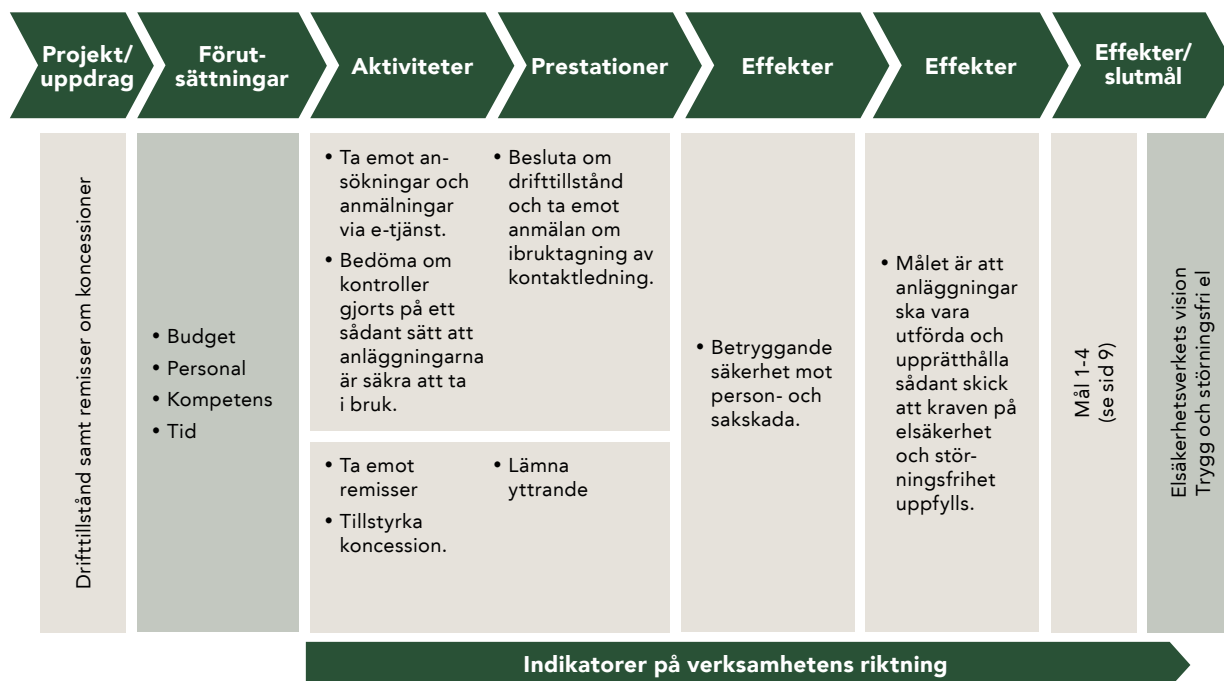 Projekt/
uppdrag
Förut-
sättningar
Aktiviteter
Prestationer
Effekter
Effekter
Effekter/
slutmål
Drifttillstånd samt remisser om koncessioner
• Budget
• Personal
• Kompetens
• Tid
• Ta emot an-
sökningar och
anmälningar
via e-tjänst.
• Bedöma om
kontroller
gjorts på ett
sådant sätt att
anläggningarna
är säkra att ta
i bruk.
• Besluta om
drifttillstånd
och ta emot
anmälan om
ibruktagning av
kontaktledning.
• Ta emot
remisser
• Tillstyrka
koncession.
• Lämna
yttrande
• Betryggande
säkerhet mot
person- och
sakskada.
• Målet är att
anläggningar
ska vara
utförda och
upprätthålla
sådant skick
att kraven på
elsäkerhet
och stör-
ningsfrihet
uppfylls.
Mål 1-4
(se sid 9)
Elsäkerhetsverkets vision
Trygg och störningsfri el
Indikatorer på verksamhetens riktning